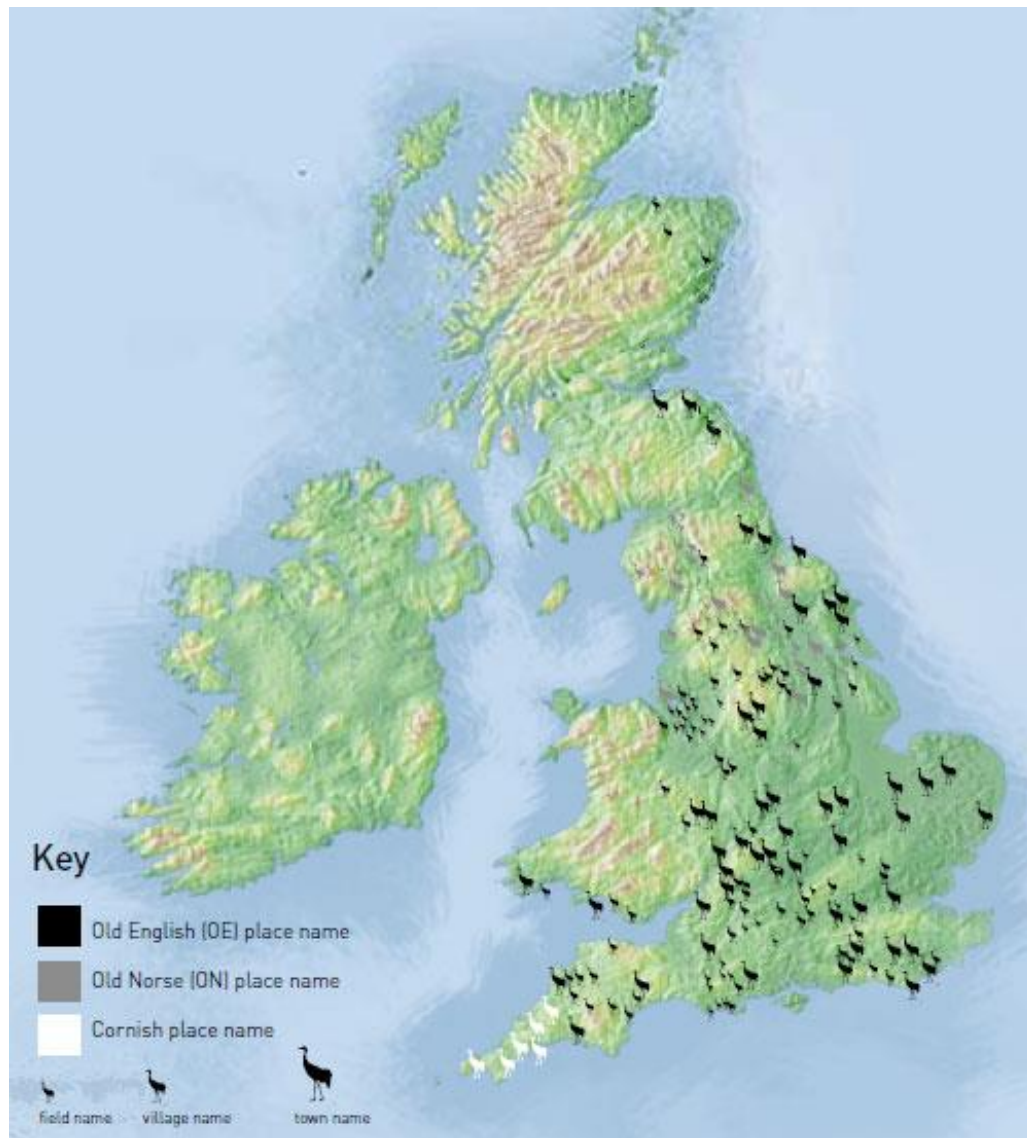 Key
Old English (OE) place name
Old Norse (ON) place name
Cornish place name
field name
village name
town name